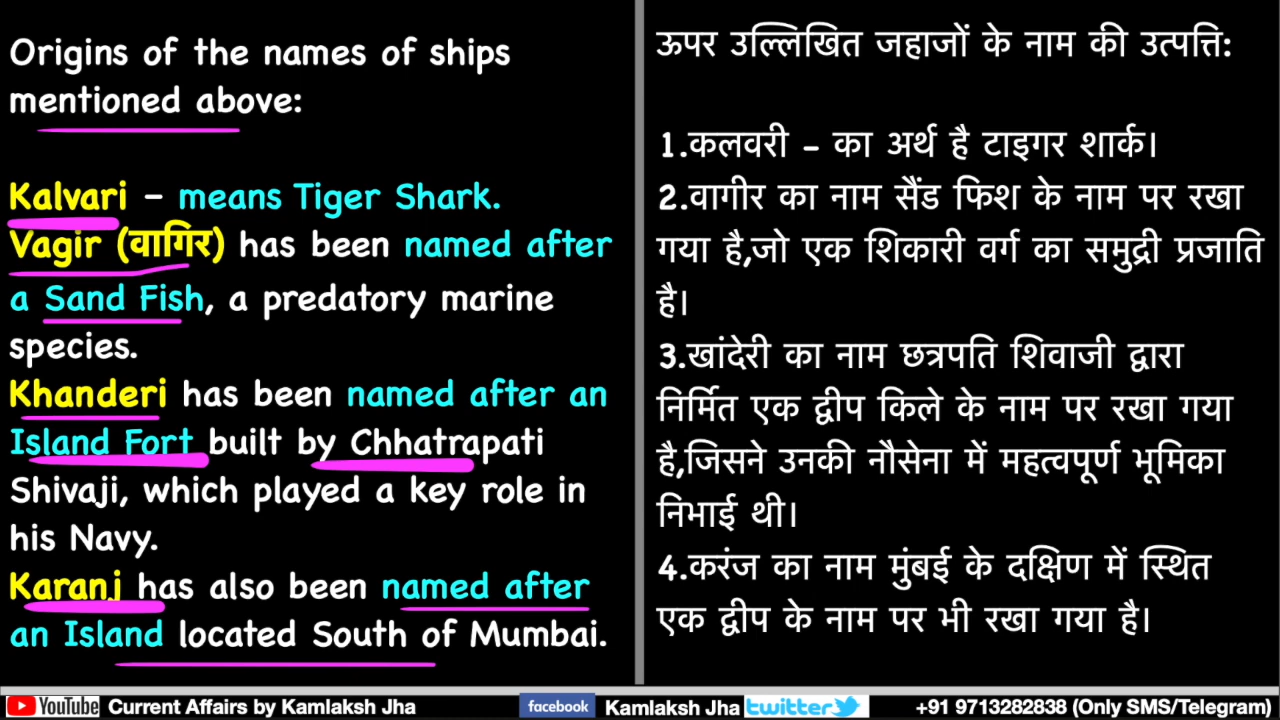 Origins of the names of ships
mentioned above:
Kalvari – means Tiger Shark.
Vagir (वागिर) has been named after
a Sand Fish, a predatory marine
species.
Khanderi has been named after an
Island Fort built by Chhatrapati
Shivaji, which played a key role in
his Navy.
Karanj has also been named after
an Island located South of Mumbai.
ऊपर उल्लिखित जहाजों के नाम की उत्पत्ति:
1.कलवरी – का अर्थ है टाइगर शार्क।
2.वागीर का नाम सैंड फिश के नाम पर रखा
गया है,जो एक शिकारी वर्ग का समुद्री प्रजाति
है।
3.खांदेरी का नाम छत्रपति शिवाजी द्वारा
निर्मित एक द्वीप किले के नाम पर रखा गया
है,जिसने उनकी नौसेना में महत्वपूर्ण भूमिका
निभाई थी।
4.करंज का नाम मुंबई के दक्षिण में स्थित
एक द्वीप के नाम पर भी रखा गया है।
YouTube Current Affairs by Kamlaksh Jha facebook Kamlaksh Jha twitter +91 9713282838 (Only SMS/Telegram)